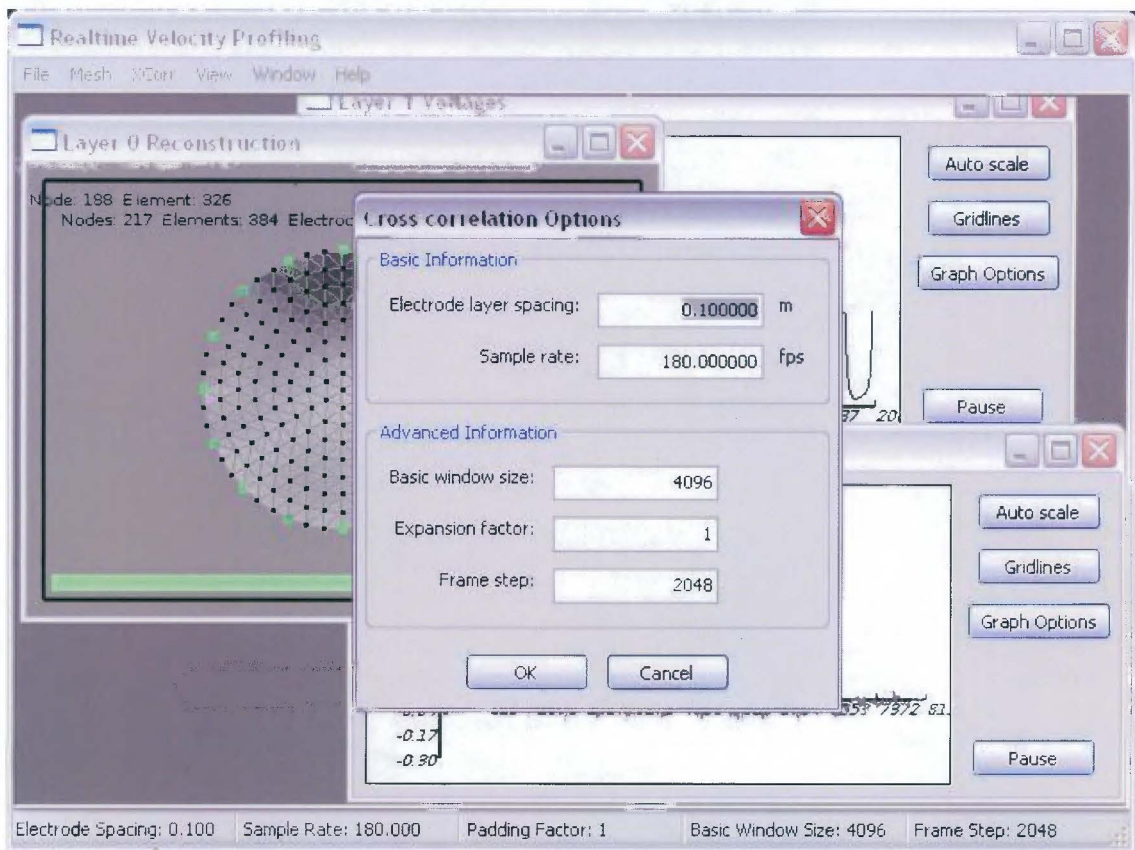 Realtime Velocity Profiling
File Mesh XCorr View Window Help
Layer 1 Voltages
Layer 0 Reconstruction
Auto scale
Node: 188 Element: 326
Nodes: 217 Elements: 384 Electrod
Gridlines
Graph Options
Cross correlation Options
Basic Information
Electrode layer spacing: 0.100000 m
Sample rate: 180.000000 fps
Pause
Advanced Information
Basic window size: 4096
Expansion factor: 1
Frame step: 2048
OK Cancel
Auto scale
Gridlines
Graph Options
7372
-0.17
-0.30
Pause
Electrode Spacing: 0.100 Sample Rate: 180.000 Padding Factor: 1 Basic Window Size: 4096 Frame Step: 2048